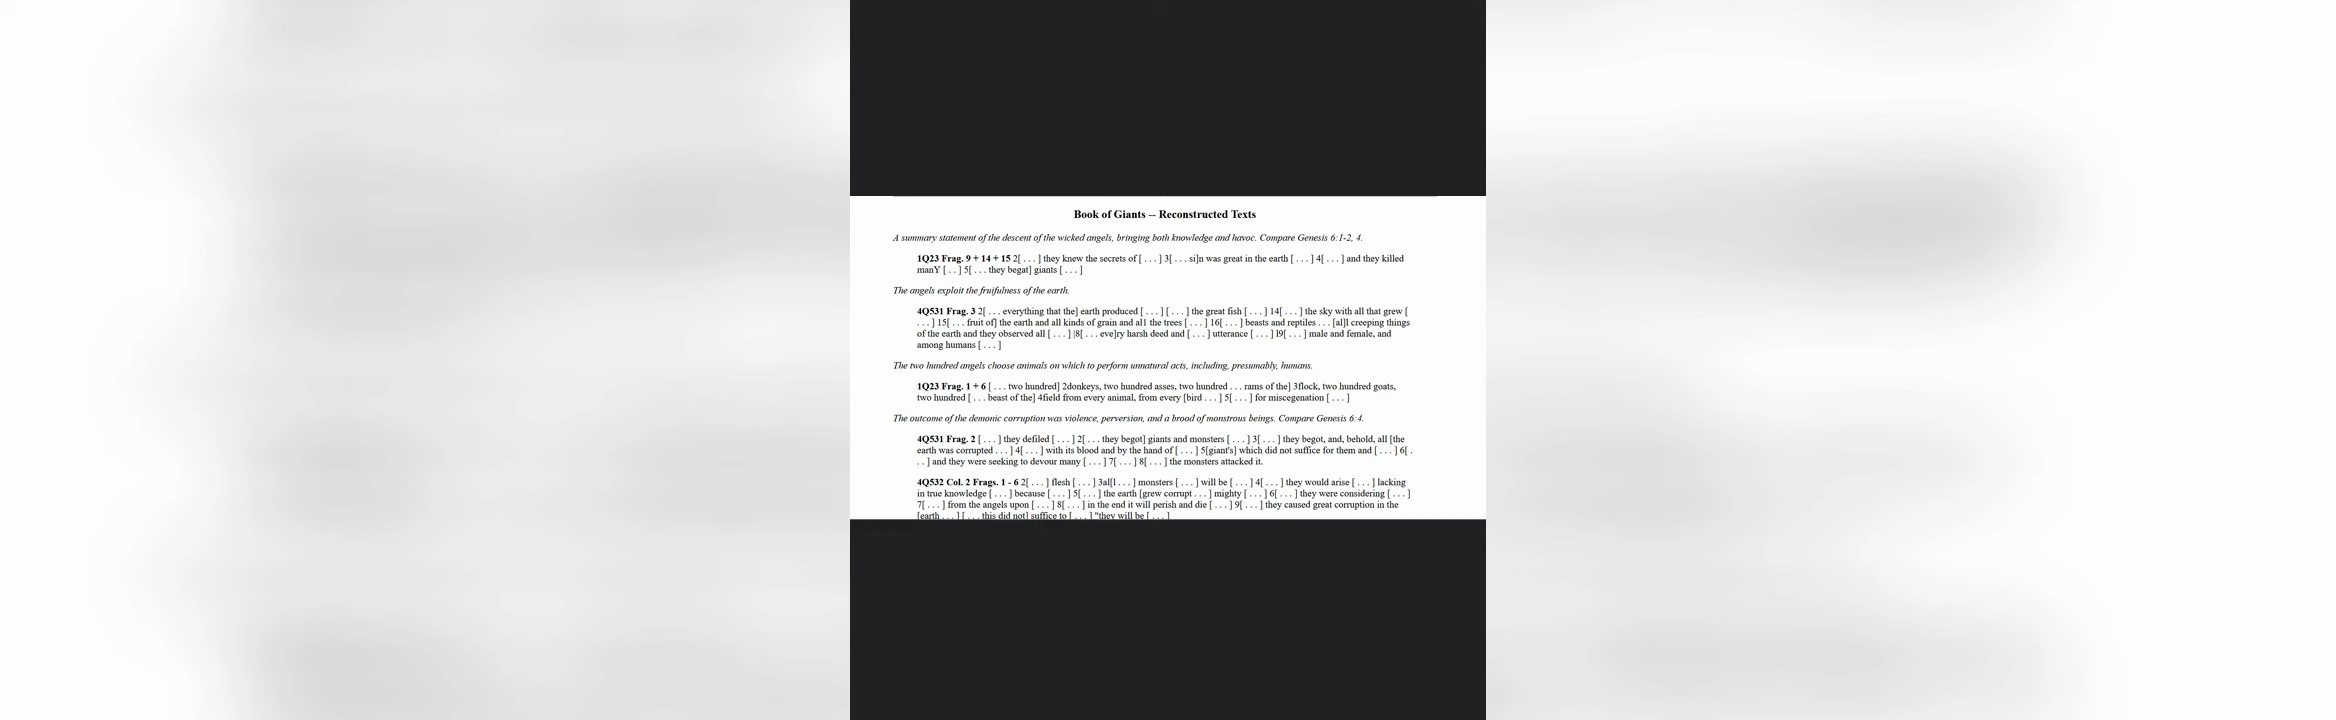 Book of Giants -- Reconstructed Texts
A summary statement of the descent of the wicked angels, bringing both knowledge and havoc. Compare Genesis 6:1-2, 4.
1Q23 Frag. 9 + 14 + 15 2[ . . . ] they knew the secrets of [ . . . ] 3[ . . . si]n was great in the earth [ . . . ] 4[ . . . ] and they killed
manY [ . . ] 5[ . . . they begat] giants [ . . . ]
The angels exploit the fruifulness of the earth.
4Q531 Frag. 3 2[ . . . everything that the] earth produced [ . . . ] [ . . . ] the great fish [ . . . ] 14[ . . . ] the sky with all that grew [
. . . ] 15[ . . . fruit of] the earth and all kinds of grain and al1 the trees [ . . . ] 16[ . . . ] beasts and reptiles . . . [al]l creeping things
of the earth and they observed all [ . . . ] |8[ . . . eve]ry harsh deed and [ . . . ] utterance [ . . . ] l9[ . . . ] male and female, and
among humans [ . . . ]
The two hundred angels choose animals on which to perform unnatural acts, including, presumably, humans.
1Q23 Frag. 1 + 6 [ . . . two hundred] 2donkeys, two hundred asses, two hundred . . . rams of the] 3flock, two hundred goats,
two hundred [ . . . beast of the] 4field from every animal, from every [bird . . . ] 5[ . . . ] for miscegenation [ . . . ]
The outcome of the demonic corruption was violence, perversion, and a brood of monstrous beings. Compare Genesis 6:4.
4Q531 Frag. 2 [ . . . ] they defiled [ . . . ] 2[ . . . they begot] giants and monsters [ . . . ] 3[ . . . ] they begot, and, behold, all [the
earth was corrupted . . . ] 4[ . . . ] with its blood and by the hand of [ . . . ] 5[giant's] which did not suffice for them and [ . . . ] 6[ .
. . ] and they were seeking to devour many [ . . . ] 7[ . . . ] 8[ . . . ] the monsters attacked it.
4Q532 Col. 2 Frags. 1 - 6 2[ . . . ] flesh [ . . . ] 3al[l . . . ] monsters [ . . . ] will be [ . . . ] 4[ . . . ] they would arise [ . . . ] lacking
in true knowledge [ . . . ] because [ . . . ] 5[ . . . ] the earth [grew corrupt . . . ] mighty [ . . . ] 6[ . . . ] they were considering [ . . . ]
7[ . . . ] from the angels upon [ . . . ] 8[ . . . ] in the end it will perish and die [ . . . ] 9[ . . . ] they caused great corruption in the
[earth . . . ] [ . . . this did not] suffice to [ . . . ] "they will be [ . . . ]